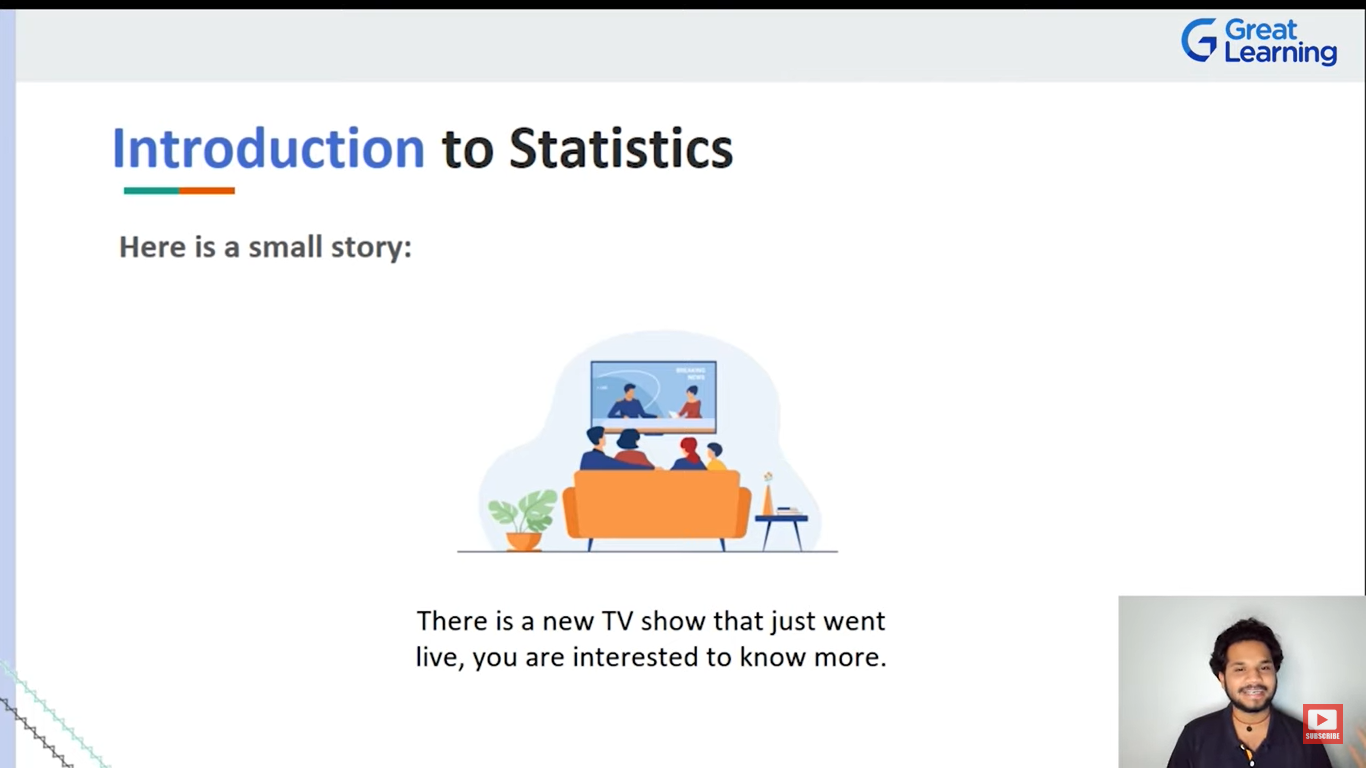 Great
Learning
Introduction to Statistics
Here is a small story:
BREAKING
NEWS
There is a new TV show that just went
live, you are interested to know more.
SUBSCRIBE